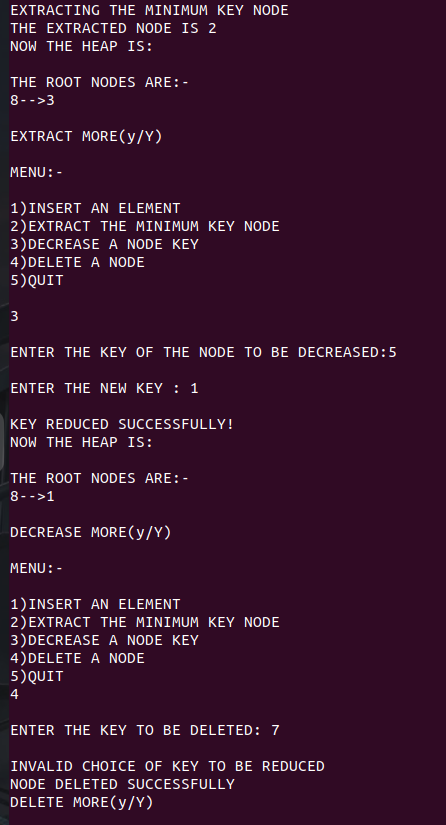 EXTRACTING THE MINIMUM KEY NODE
THE EXTRACTED NODE IS 2
NOW THE HEAP IS:
THE ROOT NODES ARE:-
8-->3
EXTRACT MORE(y/Y)
MENU:-
1)INSERT AN ELEMENT
2)EXTRACT THE MINIMUM KEY NODE
3)DECREASE A NODE KEY
4)DELETE A NODE
5)QUIT
3
ENTER THE KEY OF THE NODE TO BE DECREASED:5
ENTER THE NEW KEY : 1
KEY REDUCED SUCCESSFULLY!
NOW THE HEAP IS:
THE ROOT NODES ARE:-
8-->1
DECREASE MORE(y/Y)
MENU:-
1)INSERT AN ELEMENT
2)EXTRACT THE MINIMUM KEY NODE
3)DECREASE A NODE KEY
4)DELETE A NODE
5)QUIT
4
ENTER THE KEY TO BE DELETED: 7
INVALID CHOICE OF KEY TO BE REDUCED
NODE DELETED SUCCESSFULLY
DELETE MORE(y/Y)